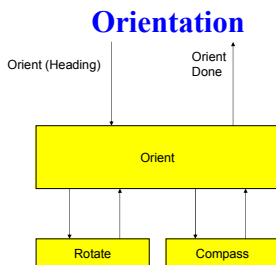 Orientation
Orient (Heading)
Orient
Done
Orient
Rotate
Compass